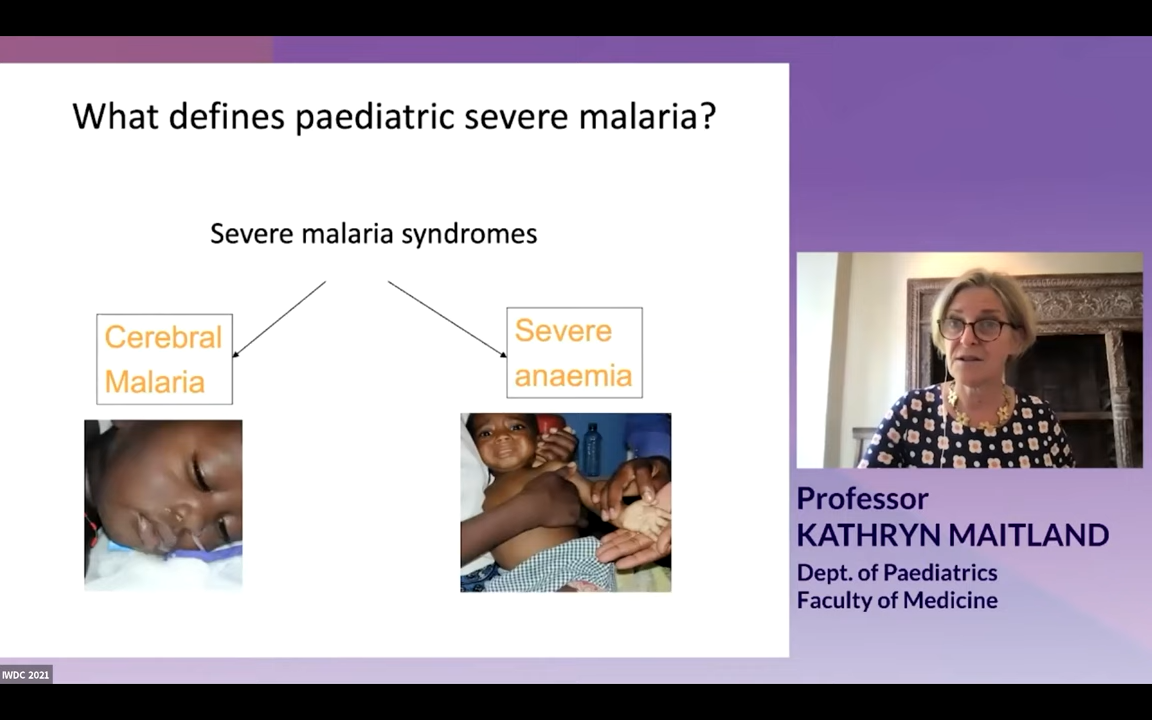 What defines paediatric severe malaria?
Severe malaria syndromes
Cerebral
Malaria
Severe
anaemia
Professor
KATHRYN MAITLAND
Dept. of Paediatrics
Faculty of Medicine
IWDC 2021